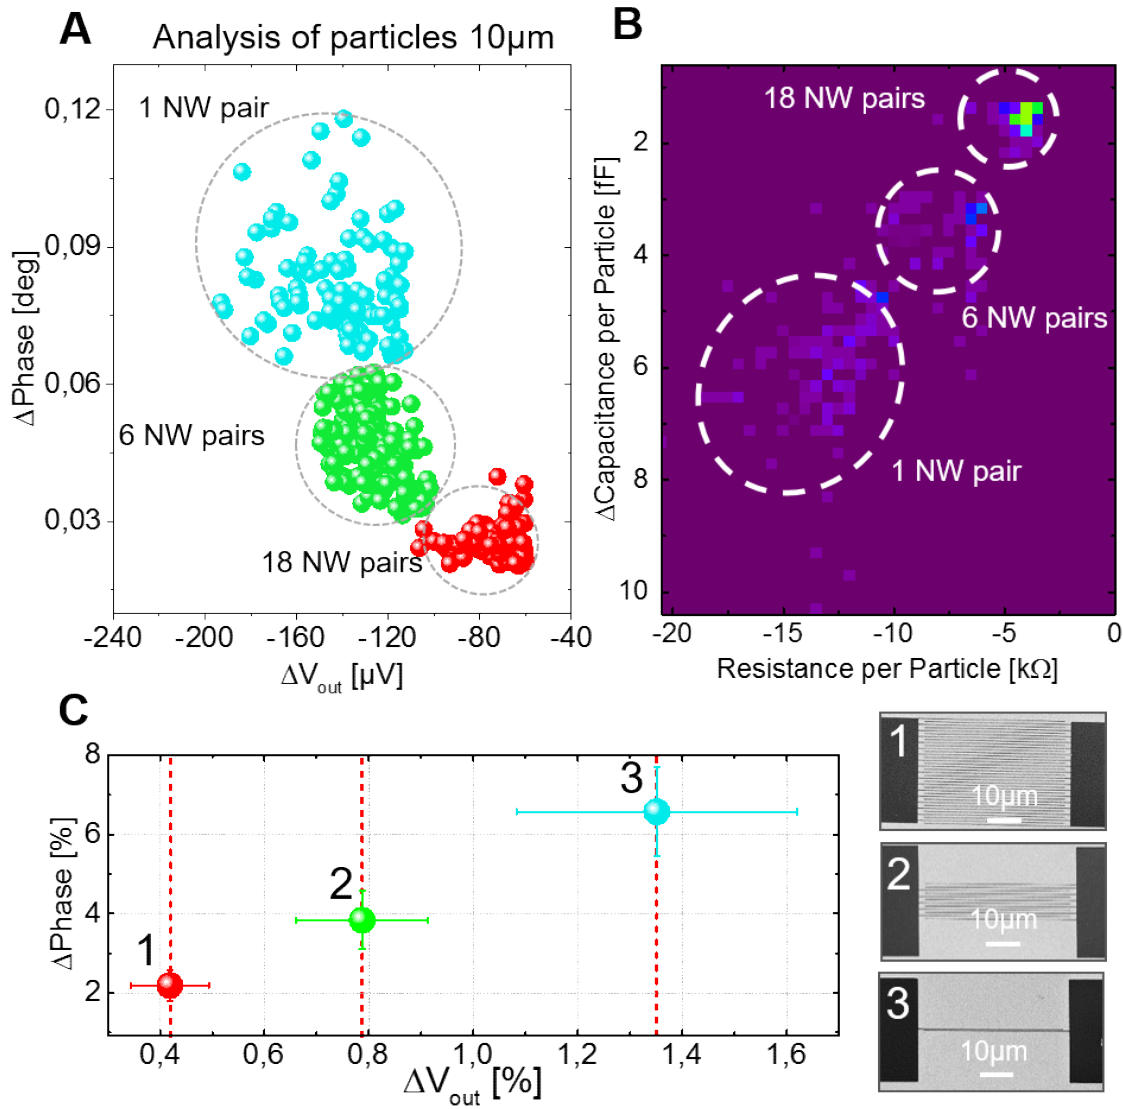 A
Analysis of particles 10µm
1 NW pair
6 NW pairs
18 NW pairs
0,12
0,09
0,06
0,03
ΔPhase [deg]
-240
-200
-160
-120
-80
-40
ΔVout [µV]
B
18 NW pairs
6 NW pairs
1 NW pair
2
4
6
8
10
ΔCapacitance per Particle [fF]
-20
-15
-10
-5
0
Resistance per Particle [kΩ]
C
8
6
4
2
ΔPhase [%]
1
2
3
0,4
0,6
0,8
1,0
1,2
1,4
1,6
ΔVout [%]
1
10µm
2
10µm
3
10µm